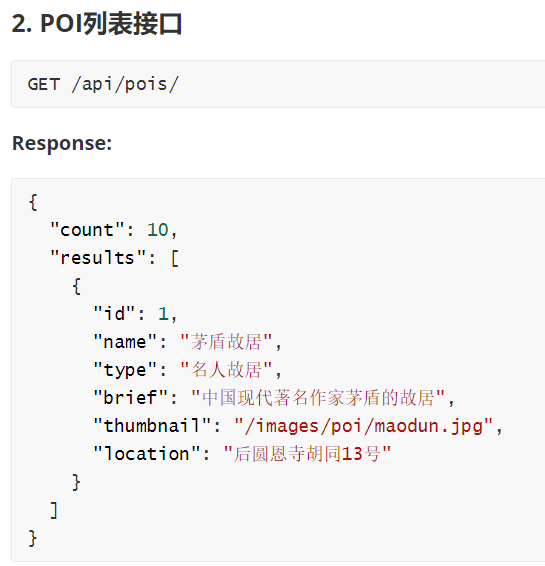 2. POI列表接口
GET /api/pois/
Response:
{
  "count": 10,
  "results": [
    {
      "id": 1,
      "name": "茅盾故居",
      "type": "名人故居",
      "brief": "中国现代著名作家茅盾的故居",
      "thumbnail": "/images/poi/maodun.jpg",
      "location": "后圆恩寺胡同13号"
    }
  ]
}